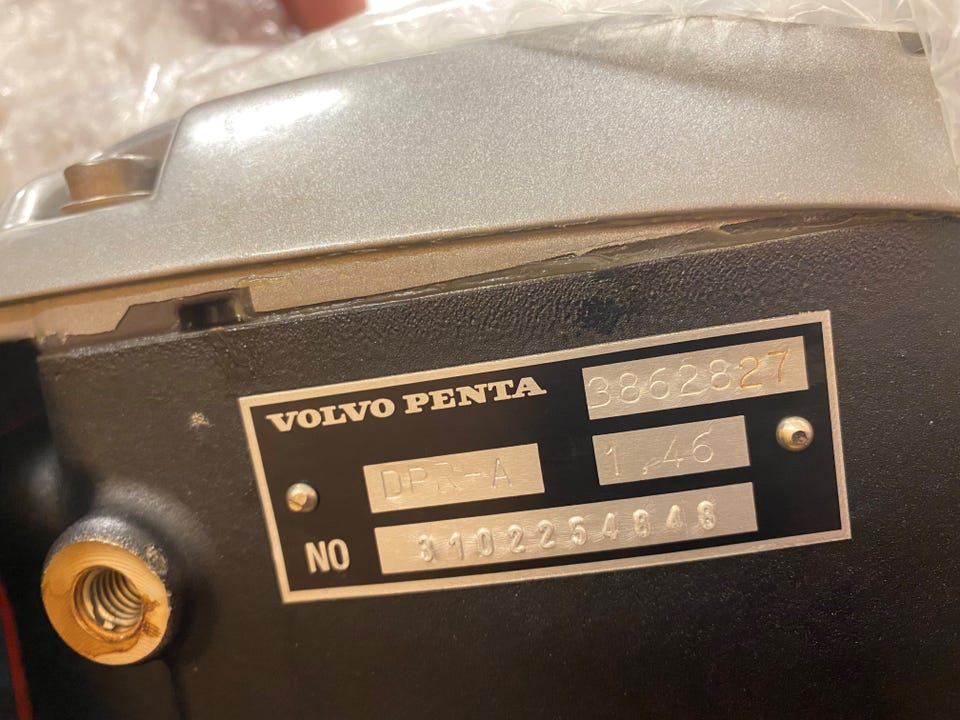 VOLVO PENTA 3862827
DPR-A 1.46
NO 3102254848